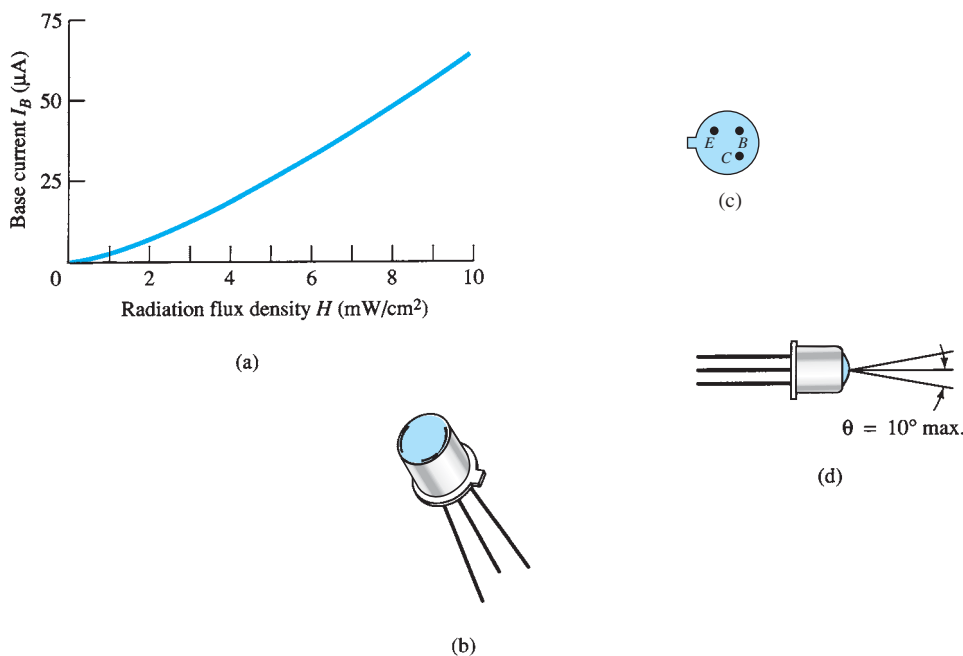 75
50
25
Base current I_B (μA)
0
2
4
6
8
10
Radiation flux density H (mW/cm²)
(a)
E
B
C
(c)
θ = 10° max.
(d)
(b)